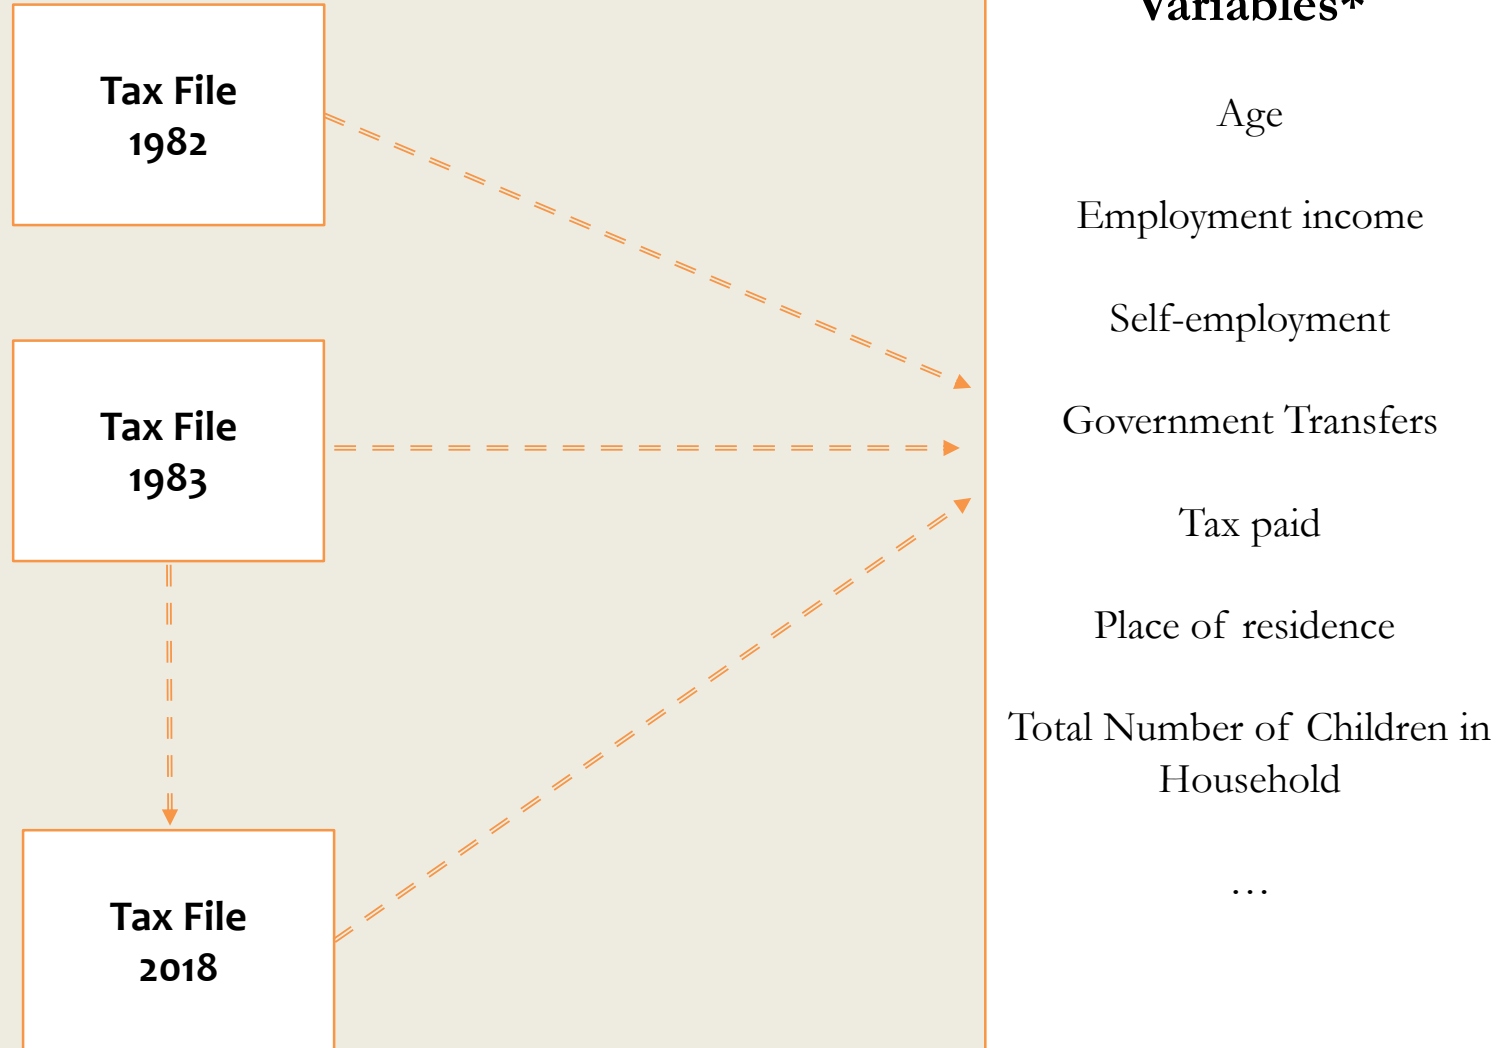 Tax File
1982
Tax File
1983
Tax File
2018
Variables*
Age
Employment income
Self-employment
Government Transfers
Tax paid
Place of residence
Total Number of Children in
Household
…